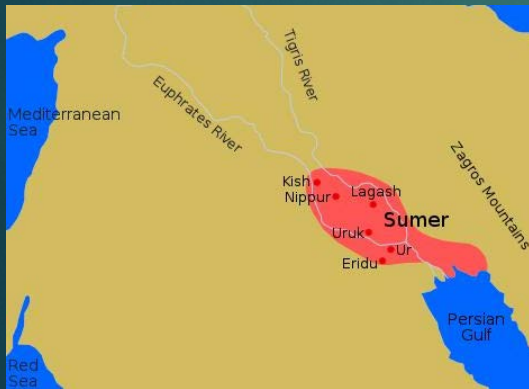 Tigris River
Mediterranean
Sea
Euphrates River
Zagros Mountains
Kish
Nippur
Lagash
Sumer
Uruk
Ur
Eridu
Persian
Gulf
Red
Sea